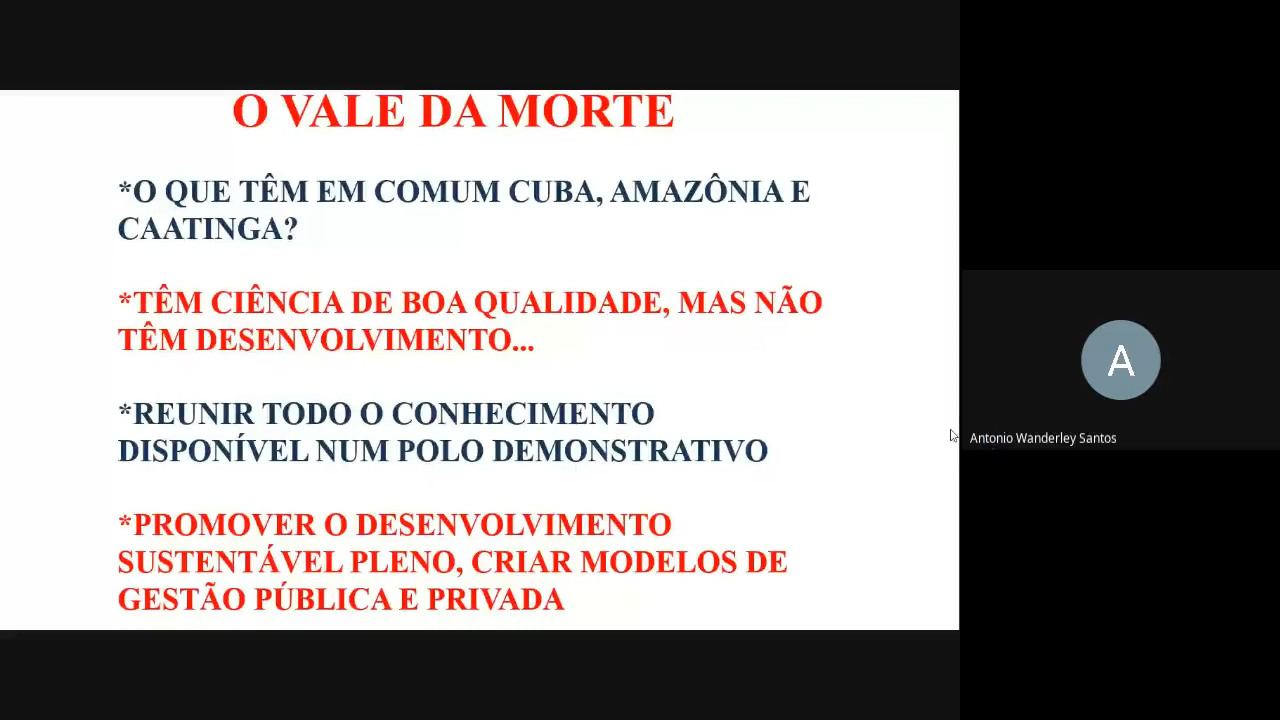 O VALE DA MORTE
*O QUE TÊM EM COMUM CUBA, AMAZÔNIA E
CAATINGA?
*TÊM CIÊNCIA DE BOA QUALIDADE, MAS NÃO
TÊM DESENVOLVIMENTO...
*REUNIR TODO O CONHECIMENTO
DISPONÍVEL NUM POLO DEMONSTRATIVO
*PROMOVER O DESENVOLVIMENTO
SUSTENTÁVEL PLENO, CRIAR MODELOS DE
GESTÃO PÚBLICA E PRIVADA
A
Antonio Wanderley Santos